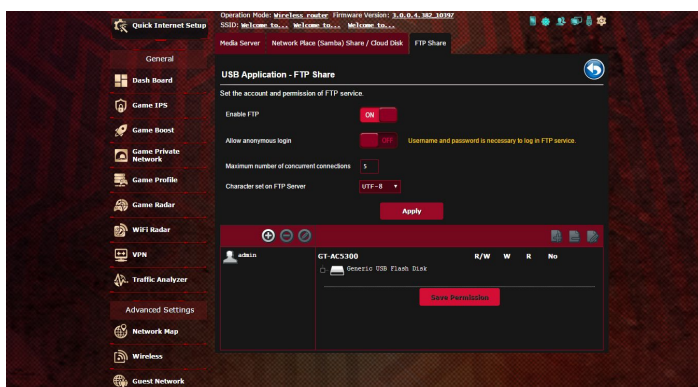 Quick Internet Setup
General
Dash Board
Game IPS
Game Boost
Game Private
Network
Game Profile
Game Radar
WiFi Radar
VPN
Traffic Analyzer
Advanced Settings
Network Map
Wireless
Guest Network
Operation Mode: Wireless router Firmware Version: 3.0.0.4.382_10397
SSID: Welcome to... Welcome to... Welcome to...
Media Server Network Place (Samba) Share / Cloud Disk FTP Share
USB Application - FTP Share
Set the account and permission of FTP service.
Enable FTP ON
Allow anonymous login OFF Username and password is necessary to log in FTP service.
Maximum number of concurrent connections 5
Character set on FTP Server UTF-8
Apply
admin GT-AC5300 R/W W R No
Generic USB Flash Disk
Save Permission